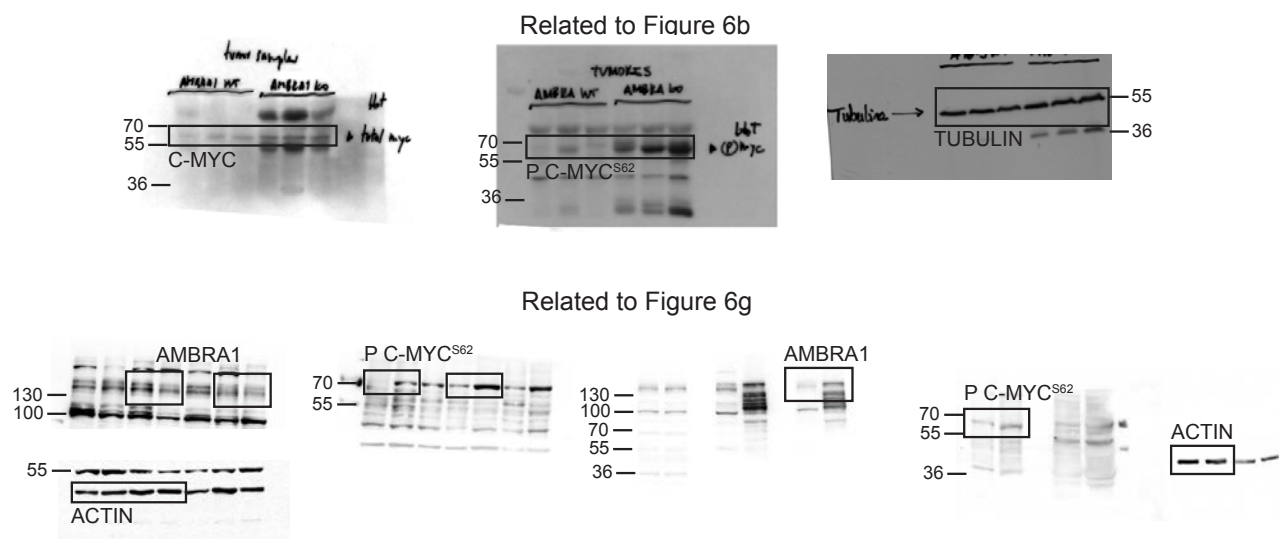 Related to Figure 6b
tumor samples
AMBRA1 WT AMBRA1 KO
70
55
36
C-MYC
total myc
TUMORES
AMBRA WT AMBRA KO
70
55
36
P C-MYC^S62
(P) myc
Tubulina →
TUBULIN
55
36
Related to Figure 6g
AMBRA1
130
100
55
ACTIN
P C-MYC^S62
70
55
AMBRA1
130
100
70
55
36
P C-MYC^S62
70
55
36
ACTIN